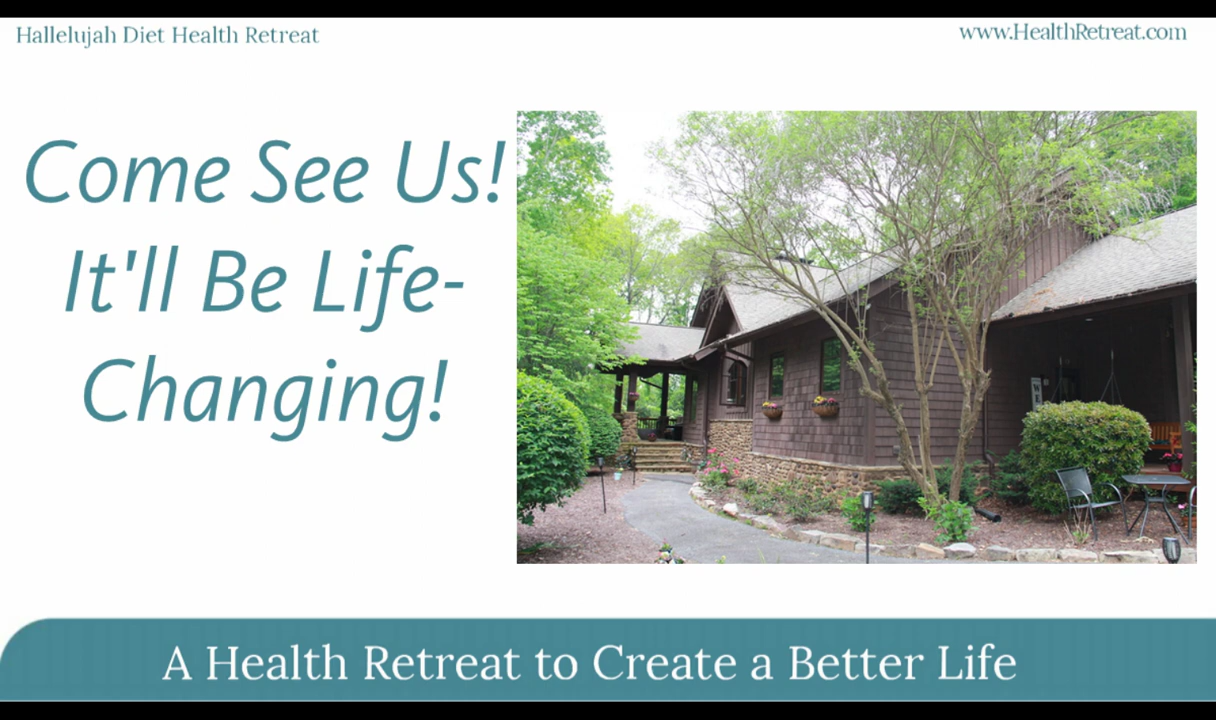 Hallelujah Diet Health Retreat
www.HealthRetreat.com
Come See Us!
It'll Be Life-
Changing!
A Health Retreat to Create a Better Life